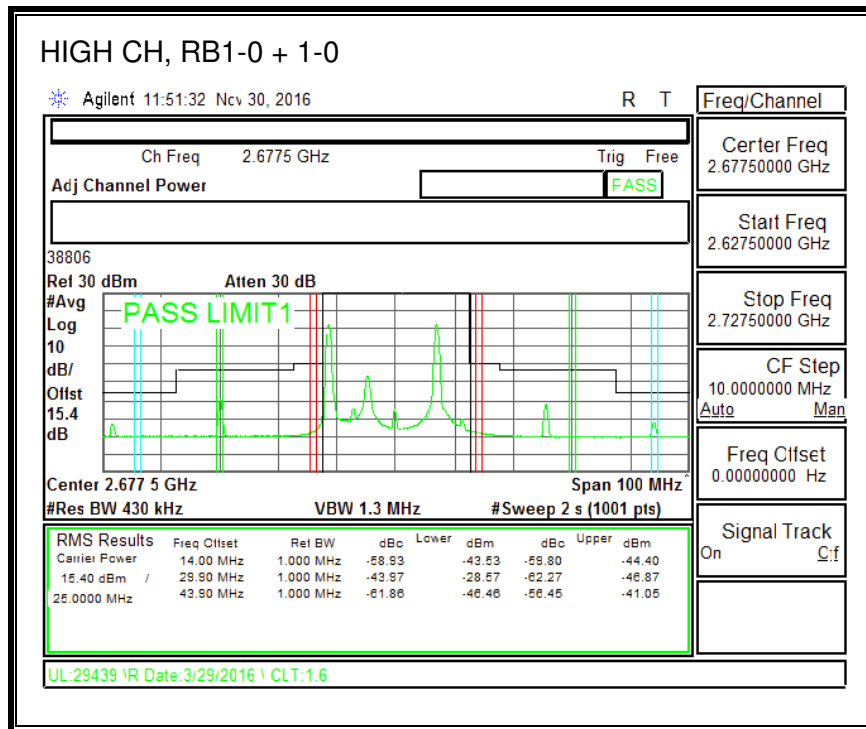 HIGH CH, RB1-0 + 1-0
Agilent 11:51:32 Nov 30, 2016 R T
Freq/Channel
Ch Freq 2.6775 GHz Trig Free
Adj Channel Power PASS
Center Freq
2.67750000 GHz
Start Freq
2.62750000 GHz
Stop Freq
2.72750000 GHz
CF Step
10.0000000 MHz
Auto Man
Freq Offset
0.00000000 Hz
Signal Track
On Off
38806
Ref 30 dBm Atten 30 dB
#Avg
Log
10
dB/
Offst
15.4
dB
PASS LIMIT1
Center 2.677 5 GHz Span 100 MHz^
#Res BW 430 kHz VBW 1.3 MHz #Sweep 2 s (1001 pts)
RMS Results Freq Offset Ref BW dBc Lower dBm dBc Upper dBm
Carrier Power 14.00 MHz 1.000 MHz -58.93 -43.53 -59.80 -44.40
15.40 dBm / 29.90 MHz 1.000 MHz -43.97 -28.57 -62.27 -46.87
25.0000 MHz 43.90 MHz 1.000 MHz -61.86 -46.46 -56.45 -41.05
UL:29439 \R Date:3/29/2016 \ CLT:1.6